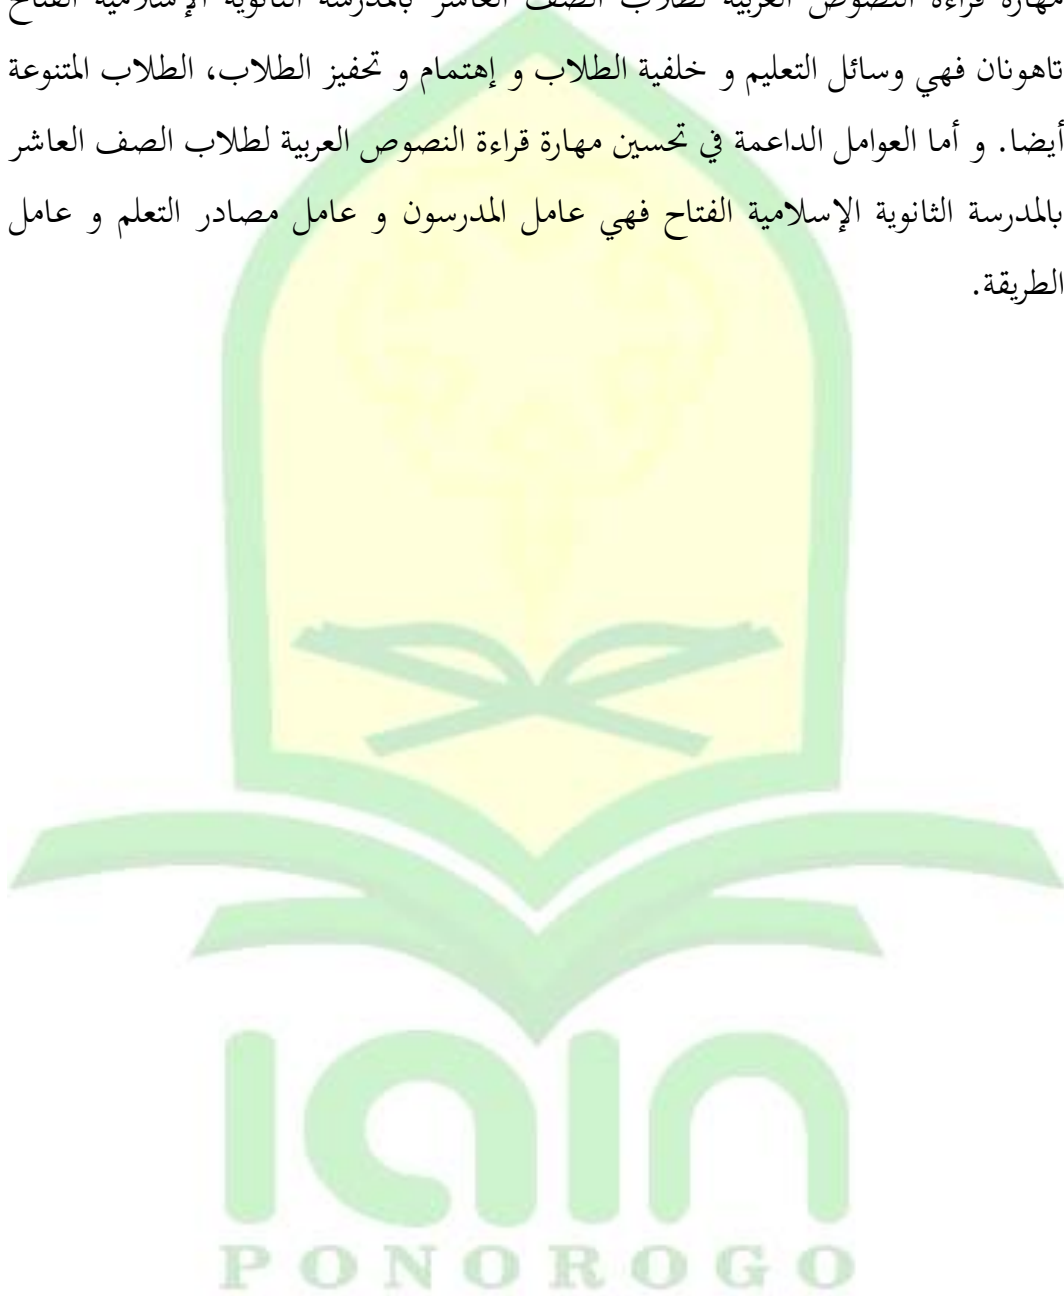 مهارة قراءة النصوص العربية لطلاب الصف العاشر بالمدرسة الثانوية الإسلامية الفتاح
تاهونان فهي وسائل التعليم و خلفية الطلاب و إهتمام و تحفيز الطلاب، الطلاب المتنوعة
أيضا. و أما العوامل الداعمة في تحسين مهارة قراءة النصوص العربية لطلاب الصف العاشر
بالمدرسة الثانوية الإسلامية الفتاح فهي عامل المدرسون و عامل مصادر التعلم و عامل
الطريقة.
iain
PONOROGO